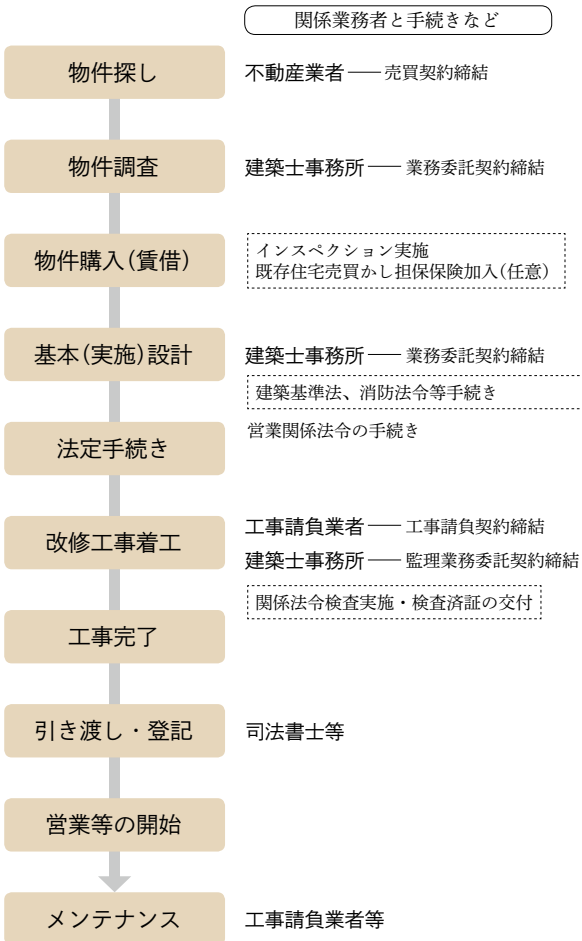 関係業務者と手続きなど
物件探し
不動産業者 ── 売買契約締結
物件調査
建築士事務所 ── 業務委託契約締結
物件購入(賃借)
インスペクション実施
既存住宅売買かし担保保険加入(任意)
基本(実施)設計
建築士事務所 ── 業務委託契約締結
建築基準法、消防法令等手続き
法定手続き
営業関係法令の手続き
改修工事着工
工事請負業者 ── 工事請負契約締結
建築士事務所 ── 監理業務委託契約締結
関係法令検査実施・検査済証の交付
工事完了
引き渡し・登記
司法書士等
営業等の開始
メンテナンス
工事請負業者等